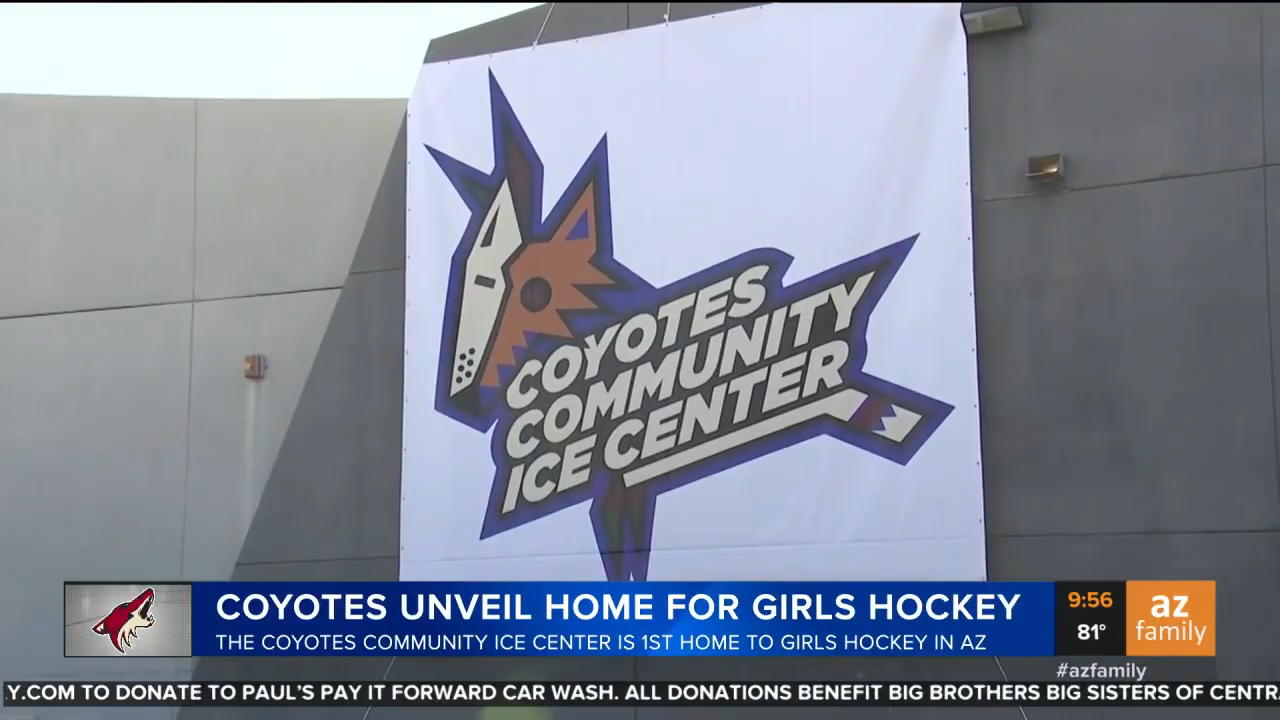 COYOTES
COMMUNITY
ICE CENTER
COYOTES UNVEIL HOME FOR GIRLS HOCKEY
THE COYOTES COMMUNITY ICE CENTER IS 1ST HOME TO GIRLS HOCKEY IN AZ
9:56
81°
az
family
#azfamily
Y.COM TO DONATE TO PAUL'S PAY IT FORWARD CAR WASH. ALL DONATIONS BENEFIT BIG BROTHERS BIG SISTERS OF CENTR